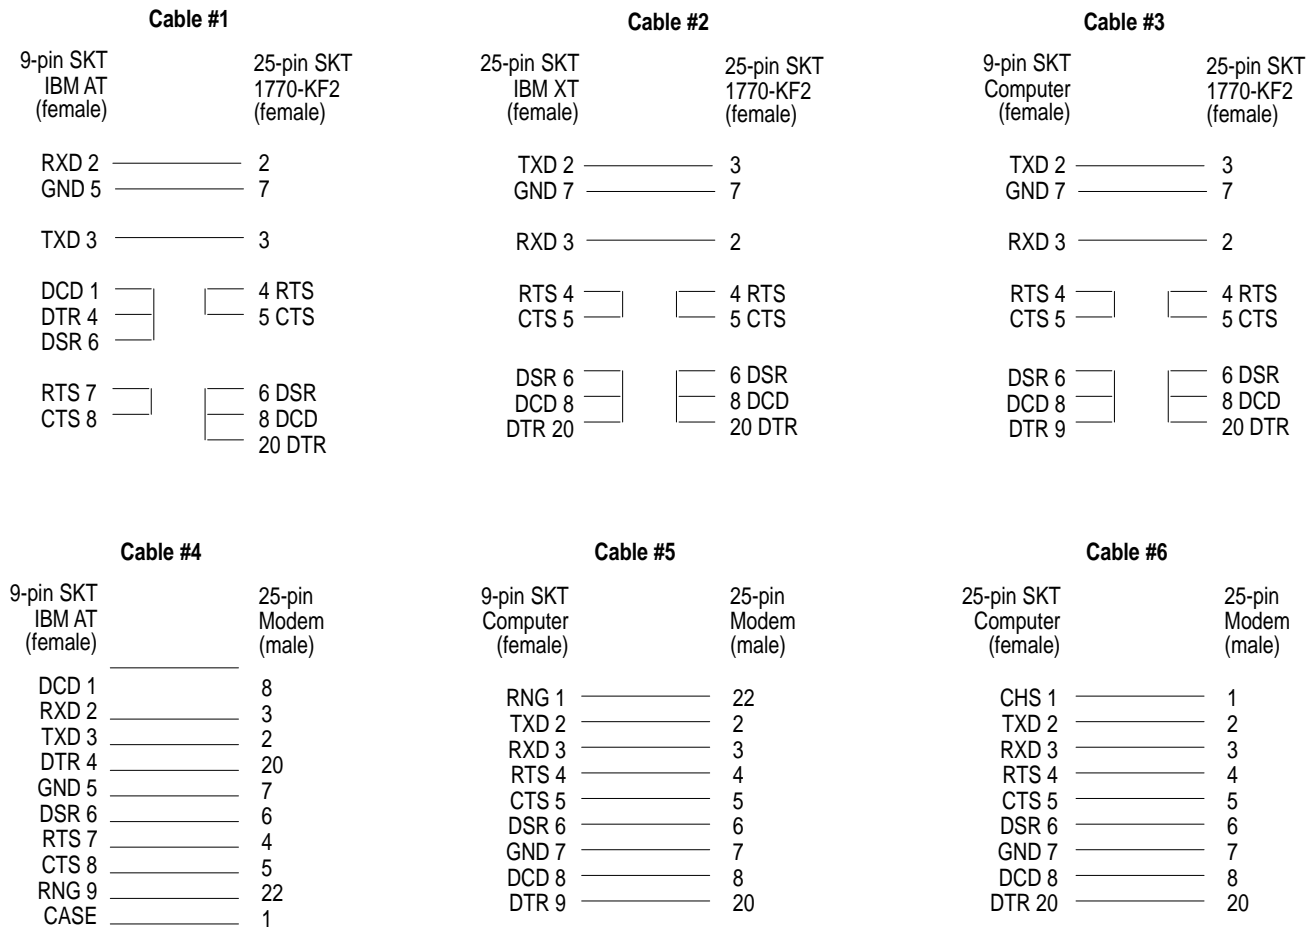 Cable #1
9-pin SKT
IBM AT
(female)
25-pin SKT
1770-KF2
(female)
RXD 2 2
GND 5 7
TXD 3 3
DCD 1 4 RTS
DTR 4 5 CTS
DSR 6
RTS 7 6 DSR
CTS 8 8 DCD
20 DTR
Cable #2
25-pin SKT
IBM XT
(female)
25-pin SKT
1770-KF2
(female)
TXD 2 3
GND 7 7
RXD 3 2
RTS 4 4 RTS
CTS 5 5 CTS
DSR 6 6 DSR
DCD 8 8 DCD
DTR 20 20 DTR
Cable #3
9-pin SKT
Computer
(female)
25-pin SKT
1770-KF2
(female)
TXD 2 3
GND 7 7
RXD 3 2
RTS 4 4 RTS
CTS 5 5 CTS
DSR 6 6 DSR
DCD 8 8 DCD
DTR 9 20 DTR
Cable #4
9-pin SKT
IBM AT
(female)
25-pin
Modem
(male)
DCD 1 8
RXD 2 3
TXD 3 2
DTR 4 20
GND 5 7
DSR 6 6
RTS 7 4
CTS 8 5
RNG 9 22
CASE 1
Cable #5
9-pin SKT
Computer
(female)
25-pin
Modem
(male)
RNG 1 22
TXD 2 2
RXD 3 3
RTS 4 4
CTS 5 5
DSR 6 6
GND 7 7
DCD 8 8
DTR 9 20
Cable #6
25-pin SKT
Computer
(female)
25-pin
Modem
(male)
CHS 1 1
TXD 2 2
RXD 3 3
RTS 4 4
CTS 5 5
DSR 6 6
GND 7 7
DCD 8 8
DTR 20 20